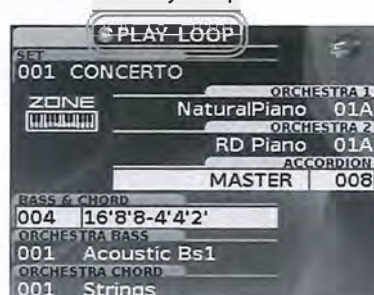 PLAY LOOP
SET
001 CONCERTO
ORCHESTRA 1
ZONE
NaturalPiano 01A
ORCHESTRA 2
RD Piano 01A
ACCORDION
MASTER 008
BASS & CHORD
004 16'8'8-4'4'2'
ORCHESTRA BASS
001 Acoustic Bs1
ORCHESTRA CHORD
001 Strings